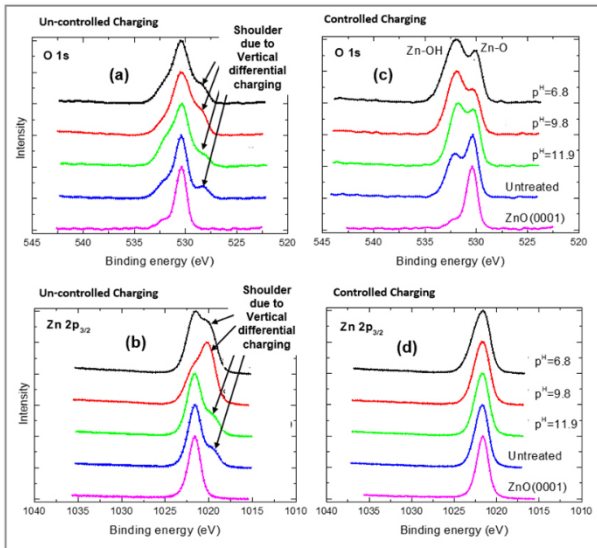 Un-controlled Charging
O 1s
(a)
Shoulder
due to
Vertical
differential
charging
Intensity
545 540 535 530 525 520
Binding energy (eV)
Controlled Charging
O 1s
Zn-OH
Zn-O
(c)
pH=6.8
pH=9.8
pH=11.9
Untreated
ZnO(0001)
545 540 535 530 525 520
Binding energy (eV)
Un-controlled Charging
Zn 2p3/2
(b)
Shoulder
due to
Vertical
differential
charging
Intensity
1040 1035 1030 1025 1020 1015 1010
Binding energy (eV)
Controlled Charging
Zn 2p3/2
(d)
pH=6.8
pH=9.8
pH=11.9
Untreated
ZnO(0001)
1040 1035 1030 1025 1020 1015 1010
Binding energy (eV)